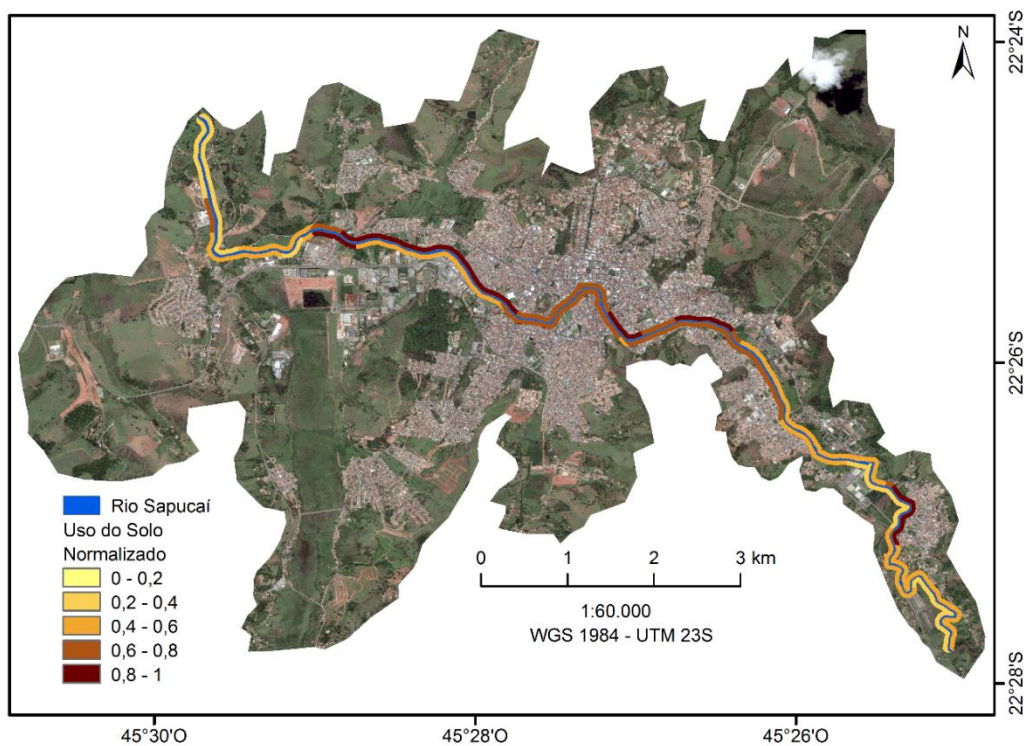 N
22°24'S
22°26'S
22°28'S
Rio Sapucaí
Uso do Solo
Normalizado
0 - 0,2
0,2 - 0,4
0,4 - 0,6
0,6 - 0,8
0,8 - 1
0 1 2 3 km
1:60.000
WGS 1984 - UTM 23S
45°30'O 45°28'O 45°26'O